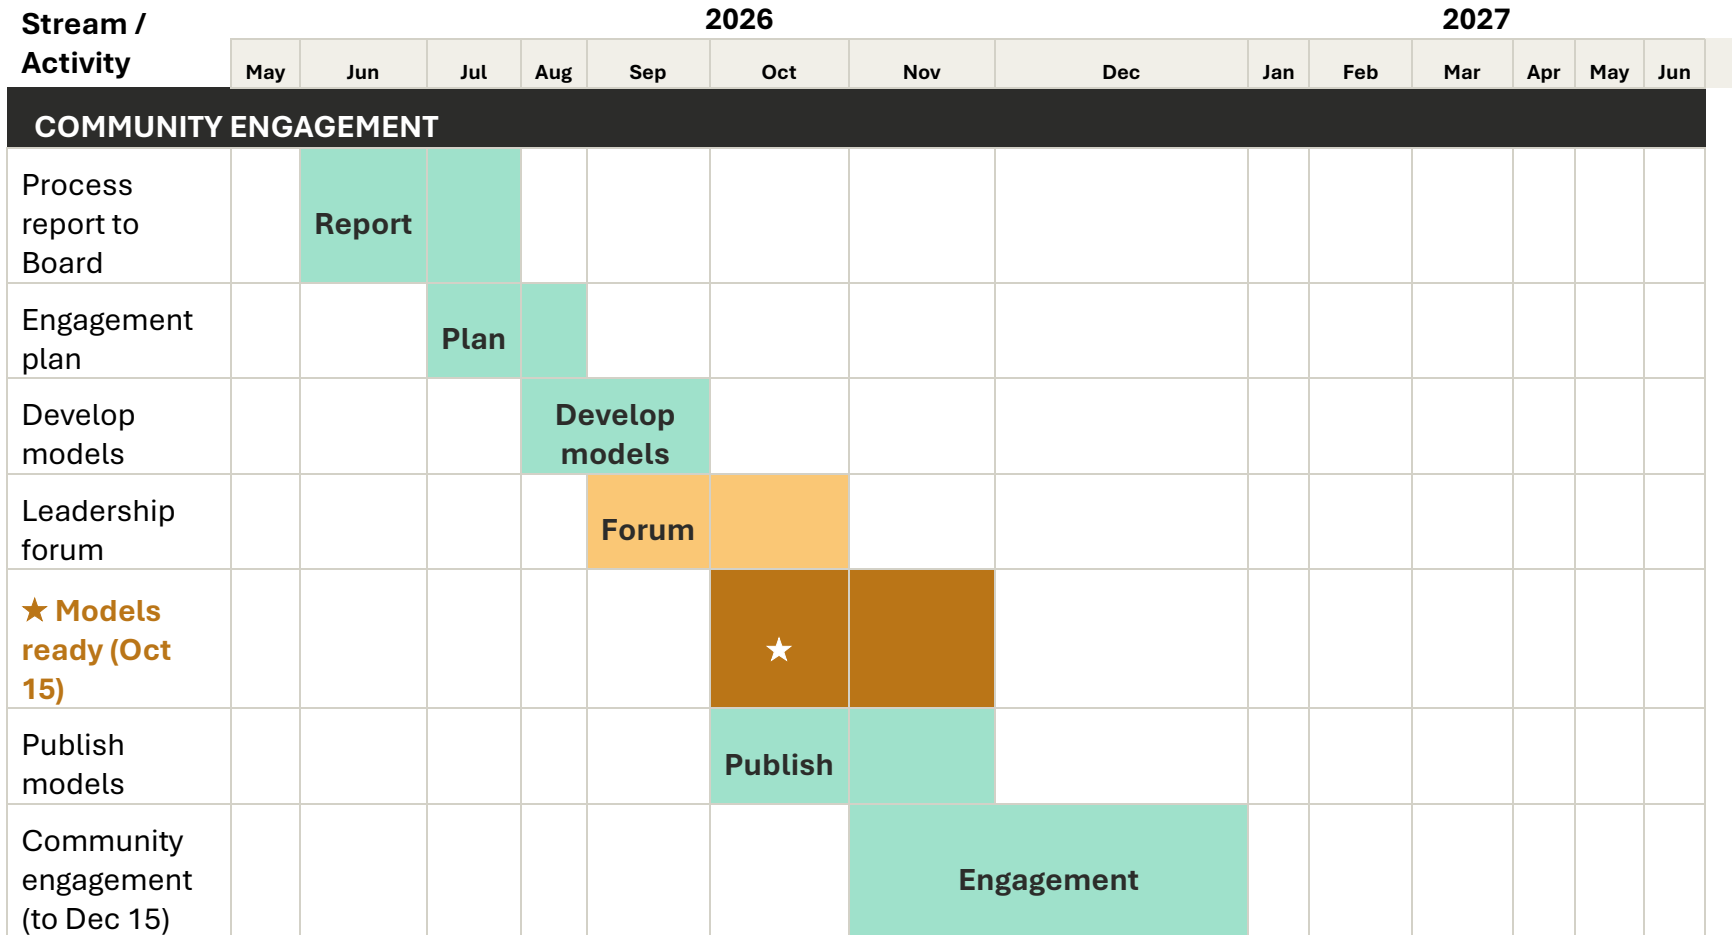 Stream /
Activity
2026
2027
May Jun Jul Aug Sep Oct Nov Dec Jan Feb Mar Apr May Jun
COMMUNITY ENGAGEMENT
Process
report to
Board
Report
Engagement
plan
Plan
Develop
models
Develop
models
Leadership
forum
Forum
★ Models
ready (Oct
15)
★
Publish
models
Publish
Community
engagement
(to Dec 15)
Engagement